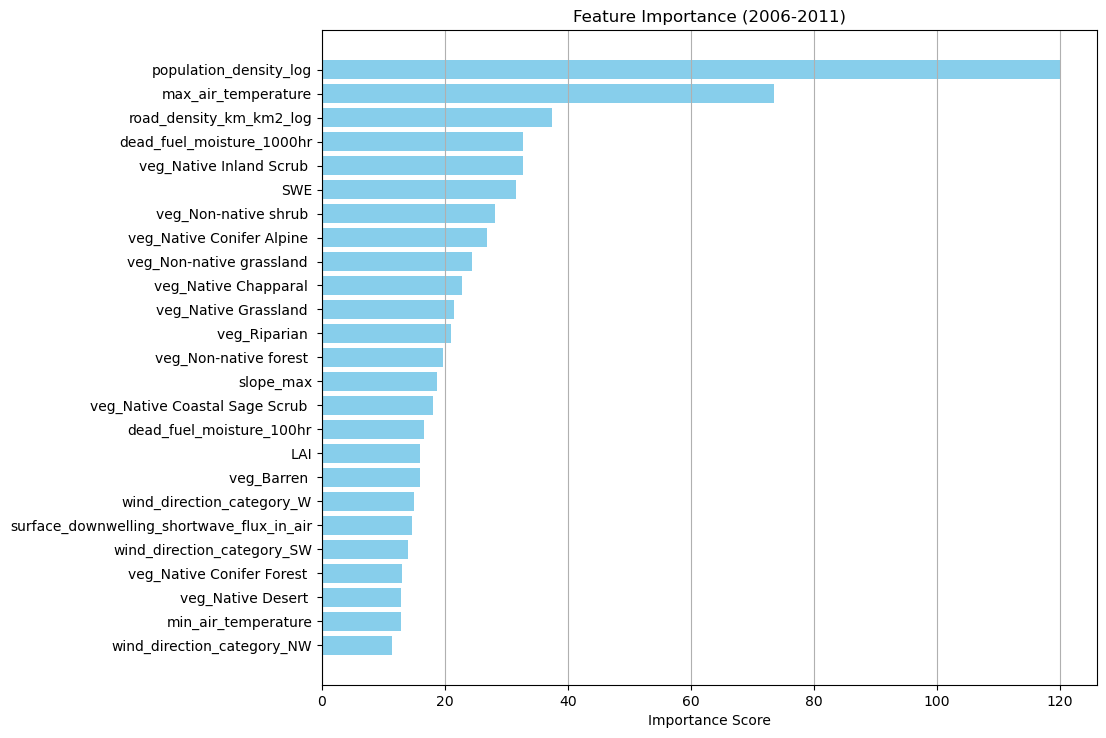 Feature Importance (2006-2011)
population_density_log
max_air_temperature
road_density_km_km2_log
dead_fuel_moisture_1000hr
veg_Native Inland Scrub
SWE
veg_Non-native shrub
veg_Native Conifer Alpine
veg_Non-native grassland
veg_Native Chapparal
veg_Native Grassland
veg_Riparian
veg_Non-native forest
slope_max
veg_Native Coastal Sage Scrub
dead_fuel_moisture_100hr
LAI
veg_Barren
wind_direction_category_W
surface_downwelling_shortwave_flux_in_air
wind_direction_category_SW
veg_Native Conifer Forest
veg_Native Desert
min_air_temperature
wind_direction_category_NW
0 20 40 60 80 100 120
Importance Score